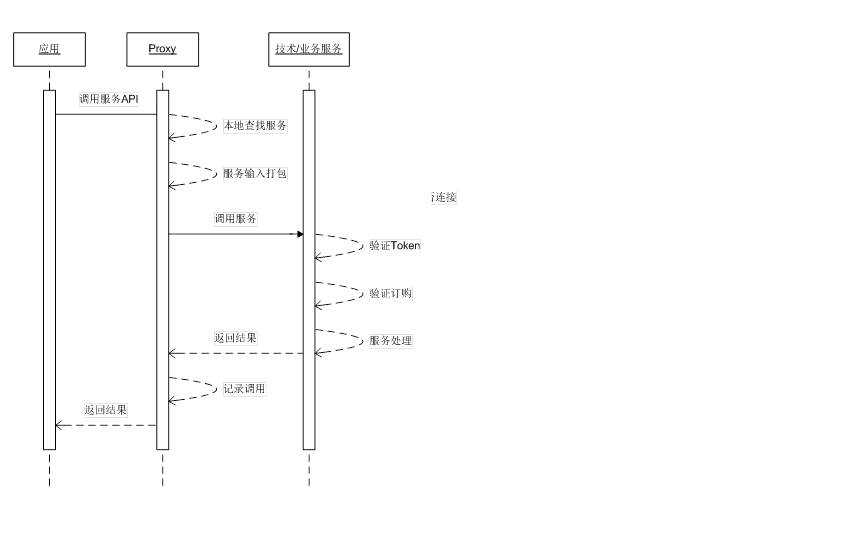 应用
Proxy
技术/业务服务
调用服务API
本地查找服务
服务输入打包
连接
调用服务
验证Token
验证订购
返回结果
服务处理
记录调用
返回结果